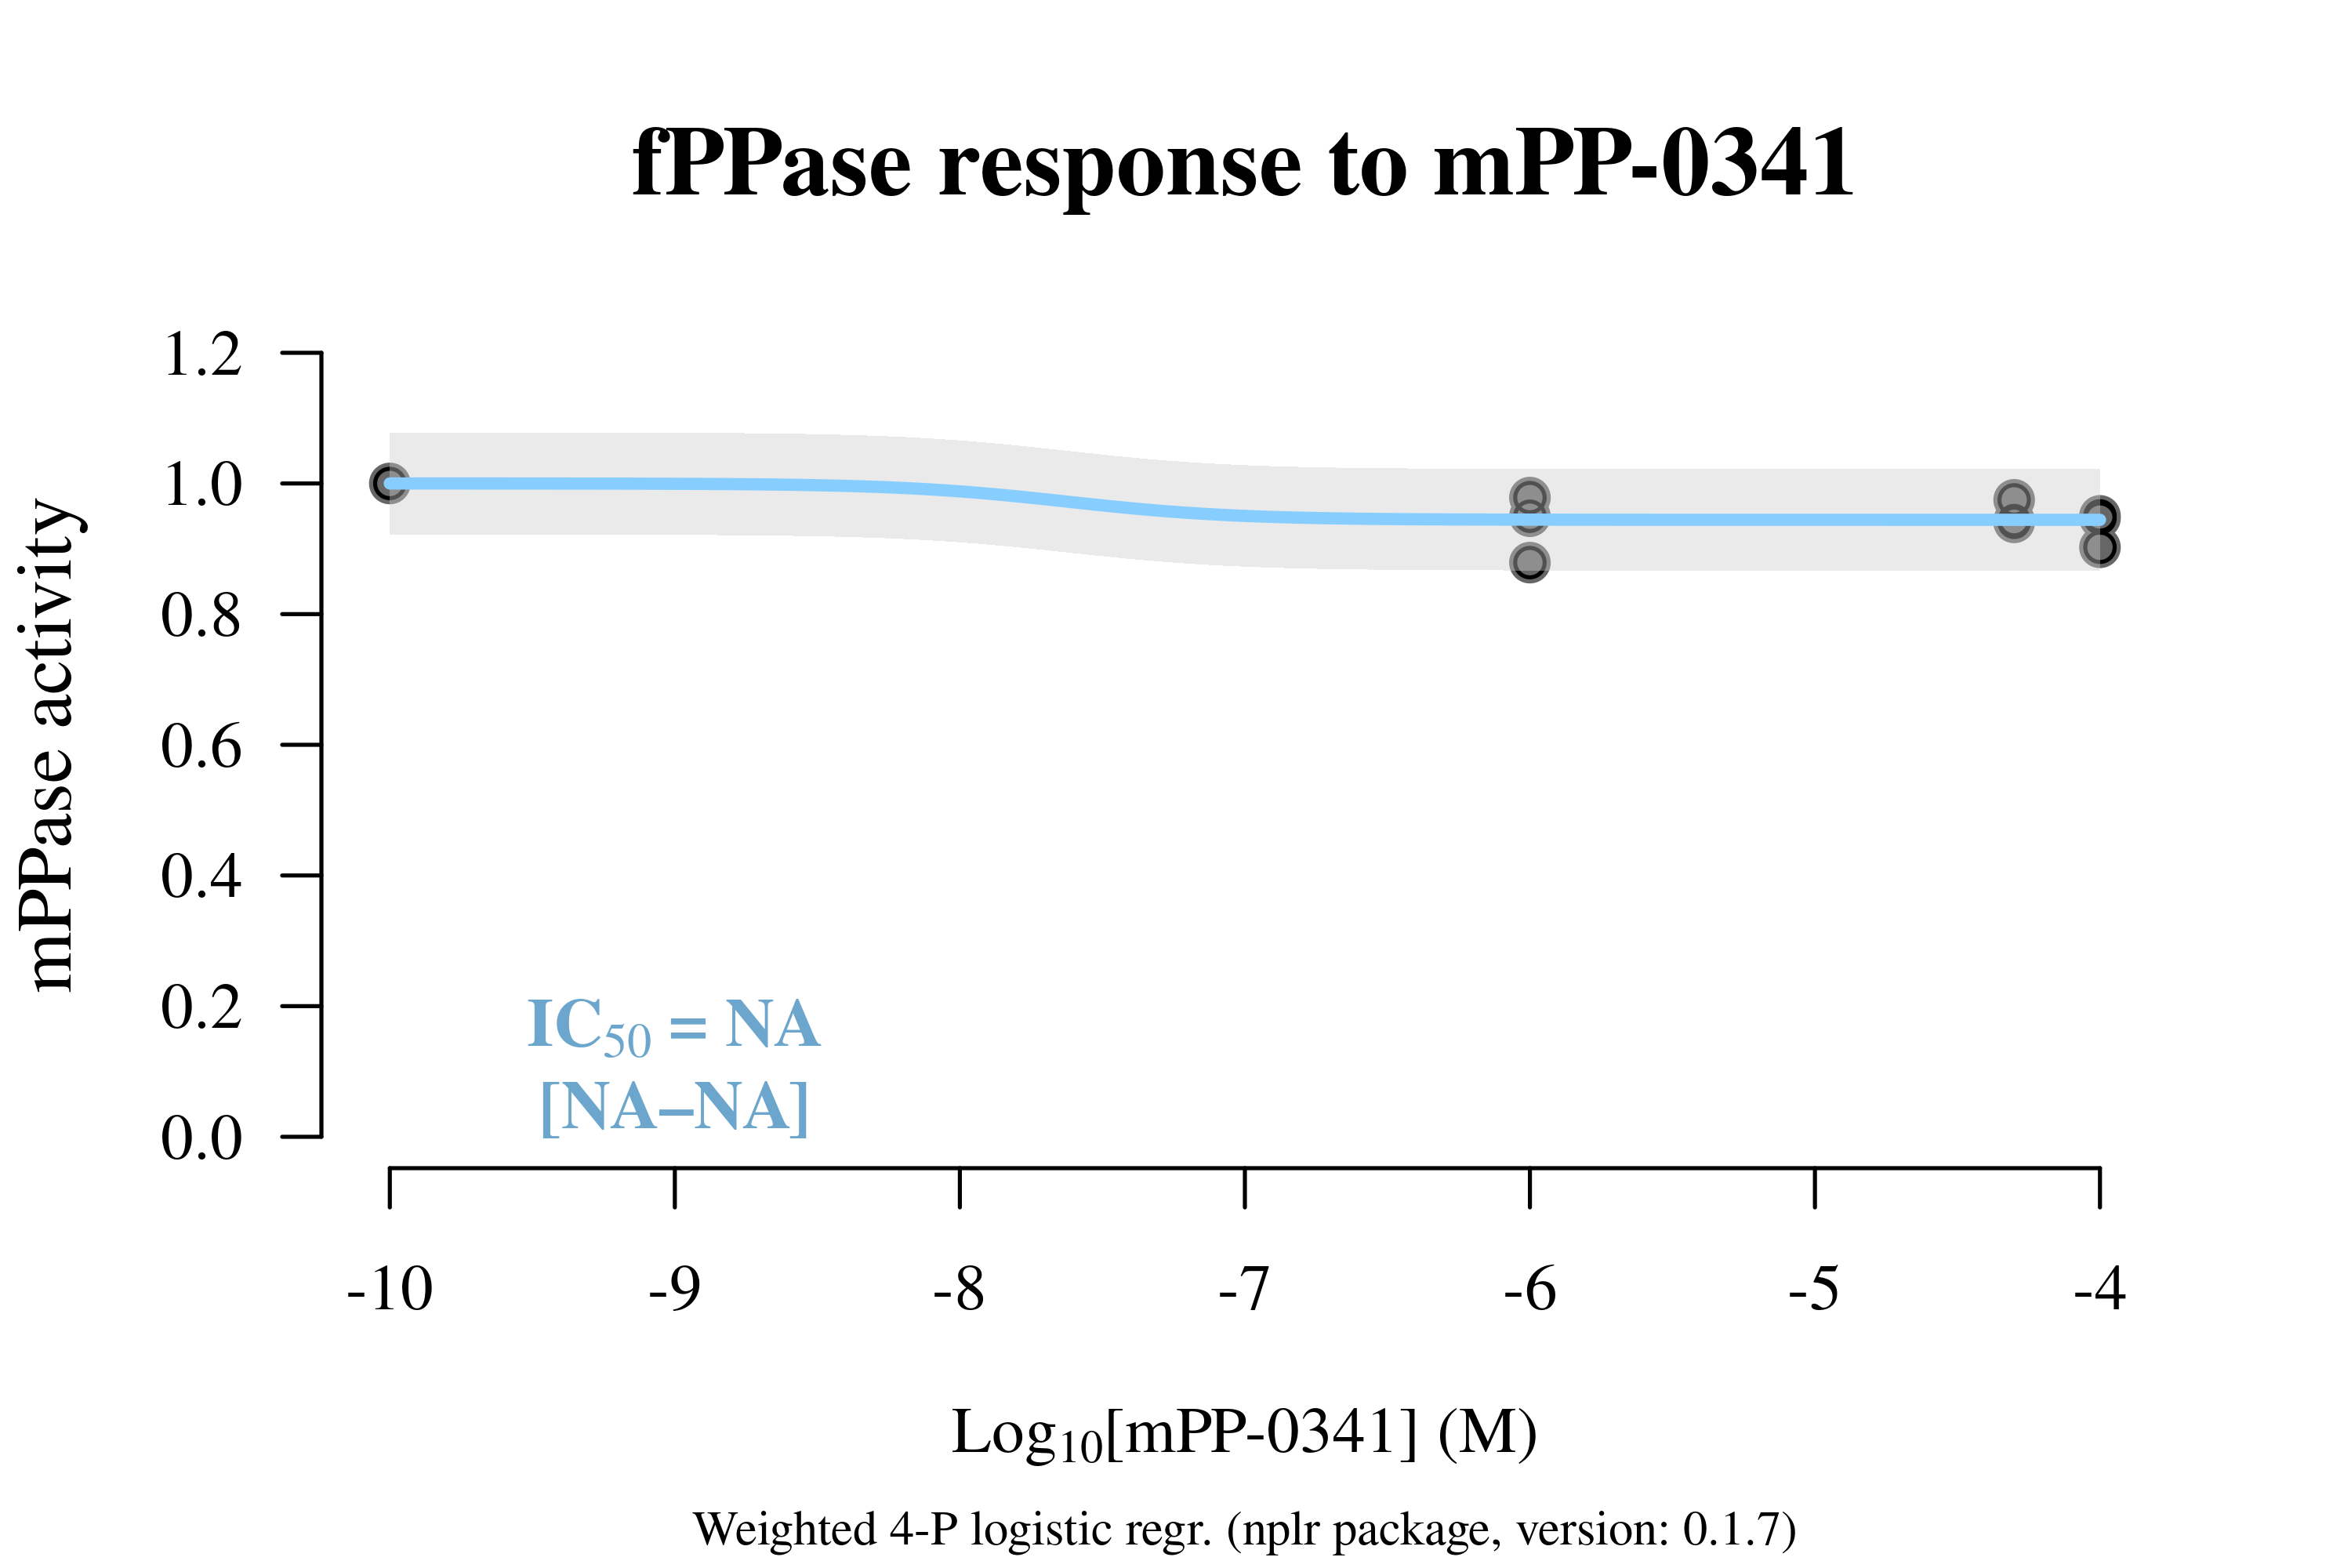 fPPase response to mPP-0341
mPPase activity
1.2
1.0
0.8
0.6
0.4
0.2
0.0
IC50 = NA
[NA–NA]
-10 -9 -8 -7 -6 -5 -4
Log10[mPP-0341] (M)
Weighted 4-P logistic regr. (nplr package, version: 0.1.7)